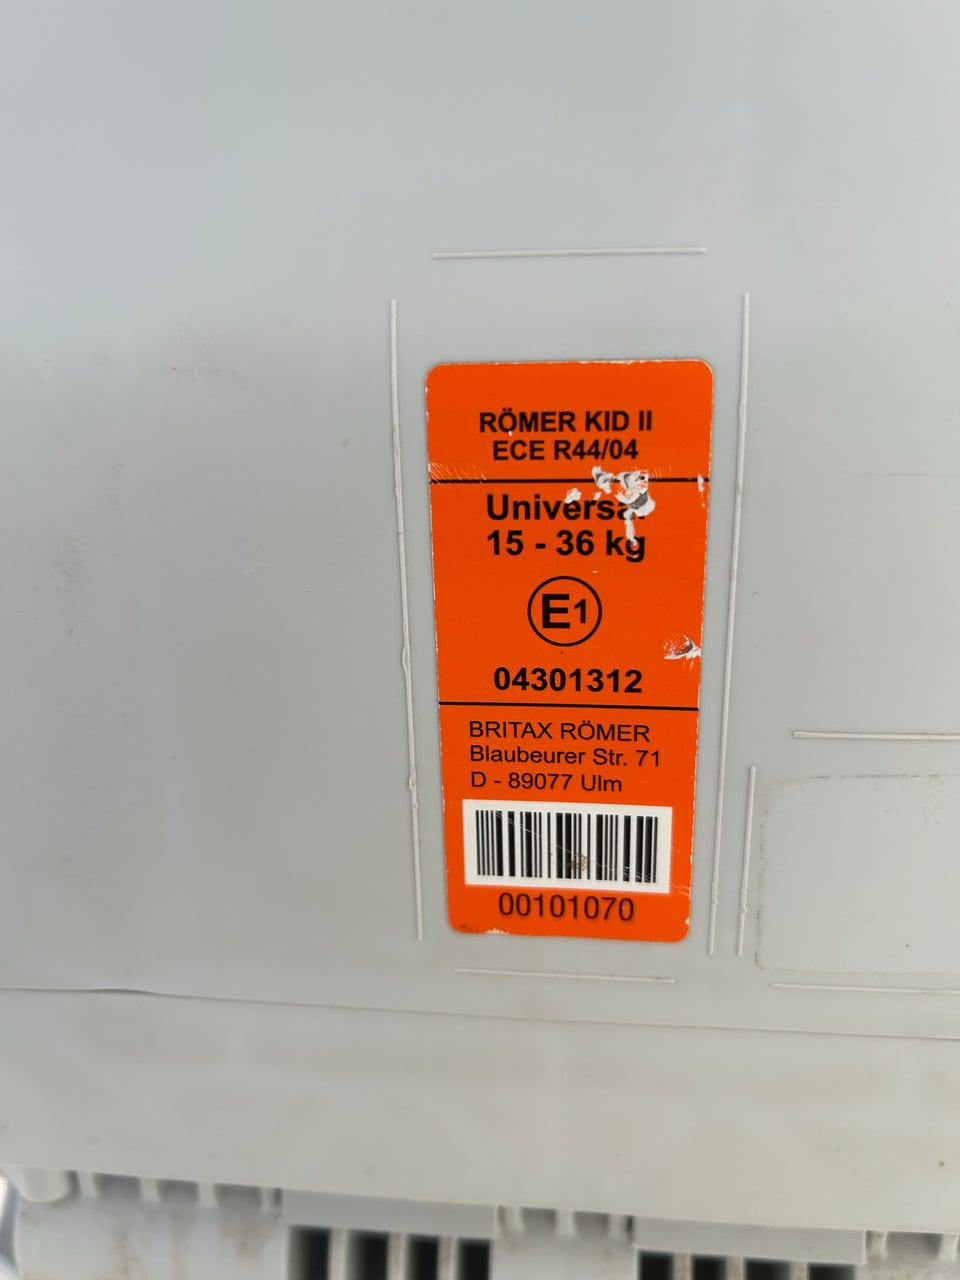 RÖMER KID II
ECE R44/04
Universal
15 - 36 kg
E1
04301312
BRITAX RÖMER
Blaubeurer Str. 71
D - 89077 Ulm
00101070